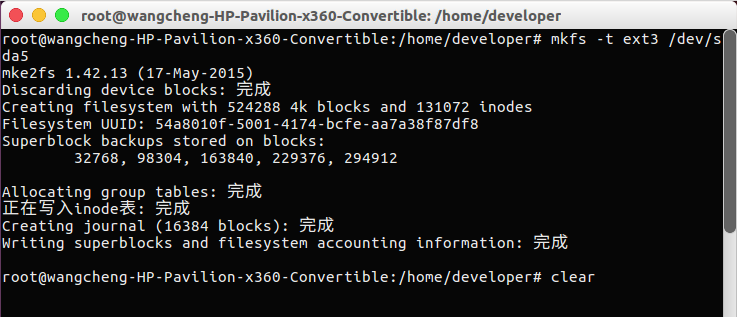 root@wangcheng-HP-Pavilion-x360-Convertible: /home/developer
root@wangcheng-HP-Pavilion-x360-Convertible:/home/developer# mkfs -t ext3 /dev/s
da5
mke2fs 1.42.13 (17-May-2015)
Discarding device blocks: 完成
Creating filesystem with 524288 4k blocks and 131072 inodes
Filesystem UUID: 54a8010f-5001-4174-bcfe-aa7a38f87df8
Superblock backups stored on blocks:
32768, 98304, 163840, 229376, 294912
Allocating group tables: 完成
正在写入inode表: 完成
Creating journal (16384 blocks): 完成
Writing superblocks and filesystem accounting information: 完成
root@wangcheng-HP-Pavilion-x360-Convertible:/home/developer# clear